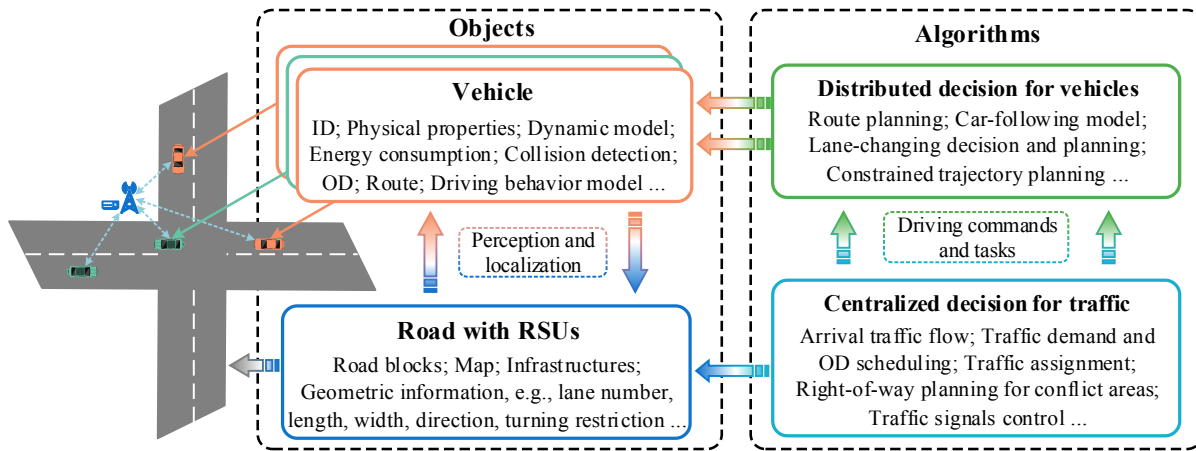 Objects
Vehicle
ID; Physical properties; Dynamic model;
Energy consumption; Collision detection;
OD; Route; Driving behavior model ...
Perception and
localization
Road with RSUs
Road blocks; Map; Infrastructures;
Geometric information, e.g., lane number,
length, width, direction, turning restriction ...
Algorithms
Distributed decision for vehicles
Route planning; Car-following model;
Lane-changing decision and planning;
Constrained trajectory planning ...
Driving commands
and tasks
Centralized decision for traffic
Arrival traffic flow; Traffic demand and
OD scheduling; Traffic assignment;
Right-of-way planning for conflict areas;
Traffic signals control ...